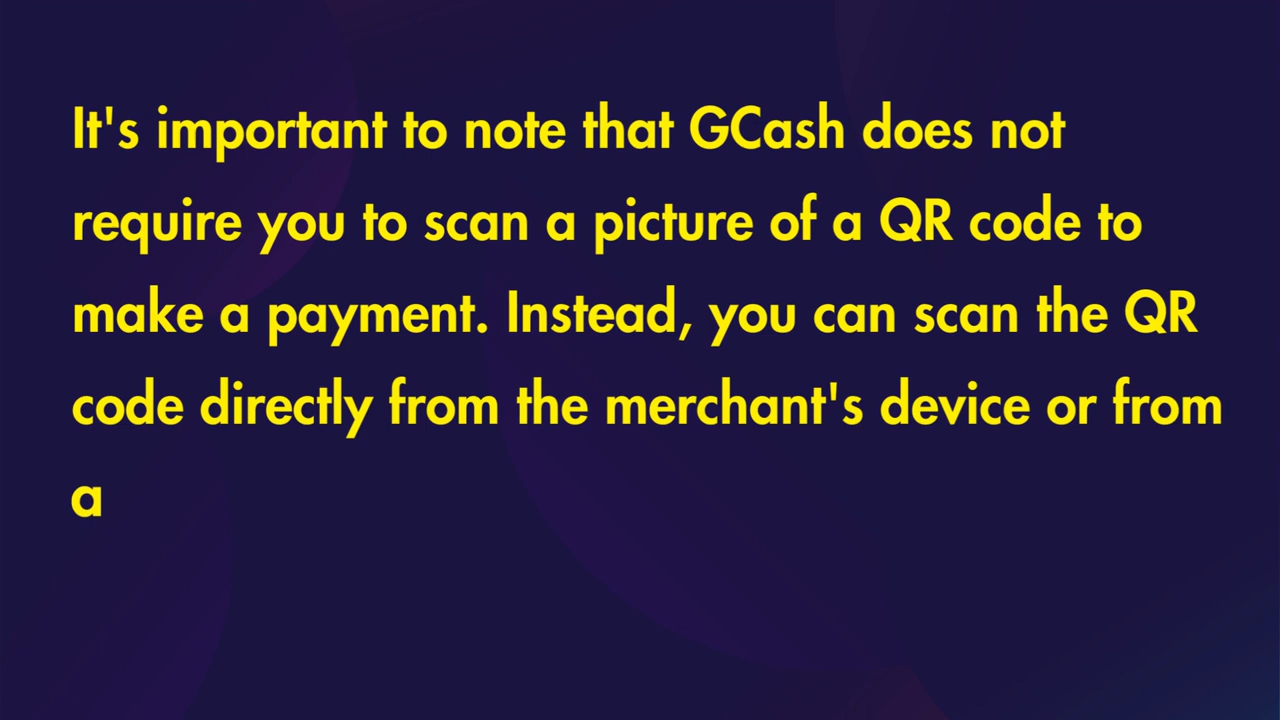 It's important to note that GCash does not
require you to scan a picture of a QR code to
make a payment. Instead, you can scan the QR
code directly from the merchant's device or from
a